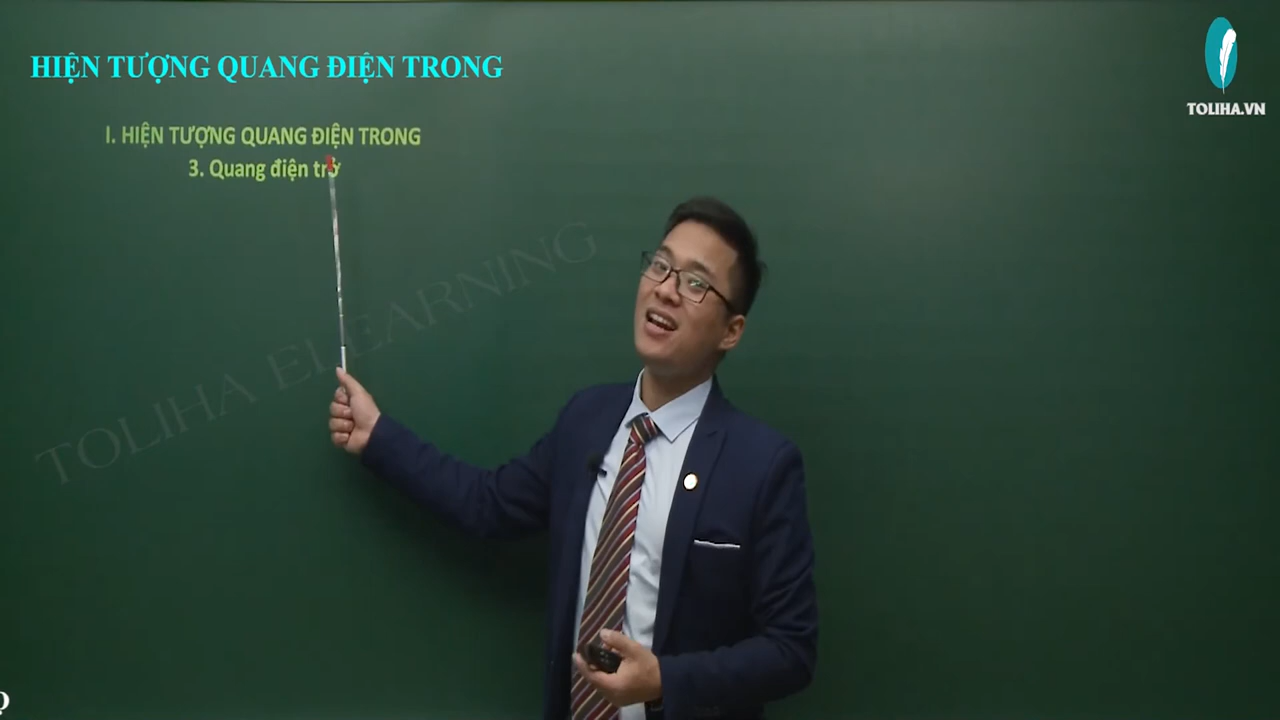 HIỆN TƯỢNG QUANG ĐIỆN TRONG
TOLIHA.VN
I. HIỆN TƯỢNG QUANG ĐIỆN TRONG
3. Quang điện trở
TOLIHA ELEARNING